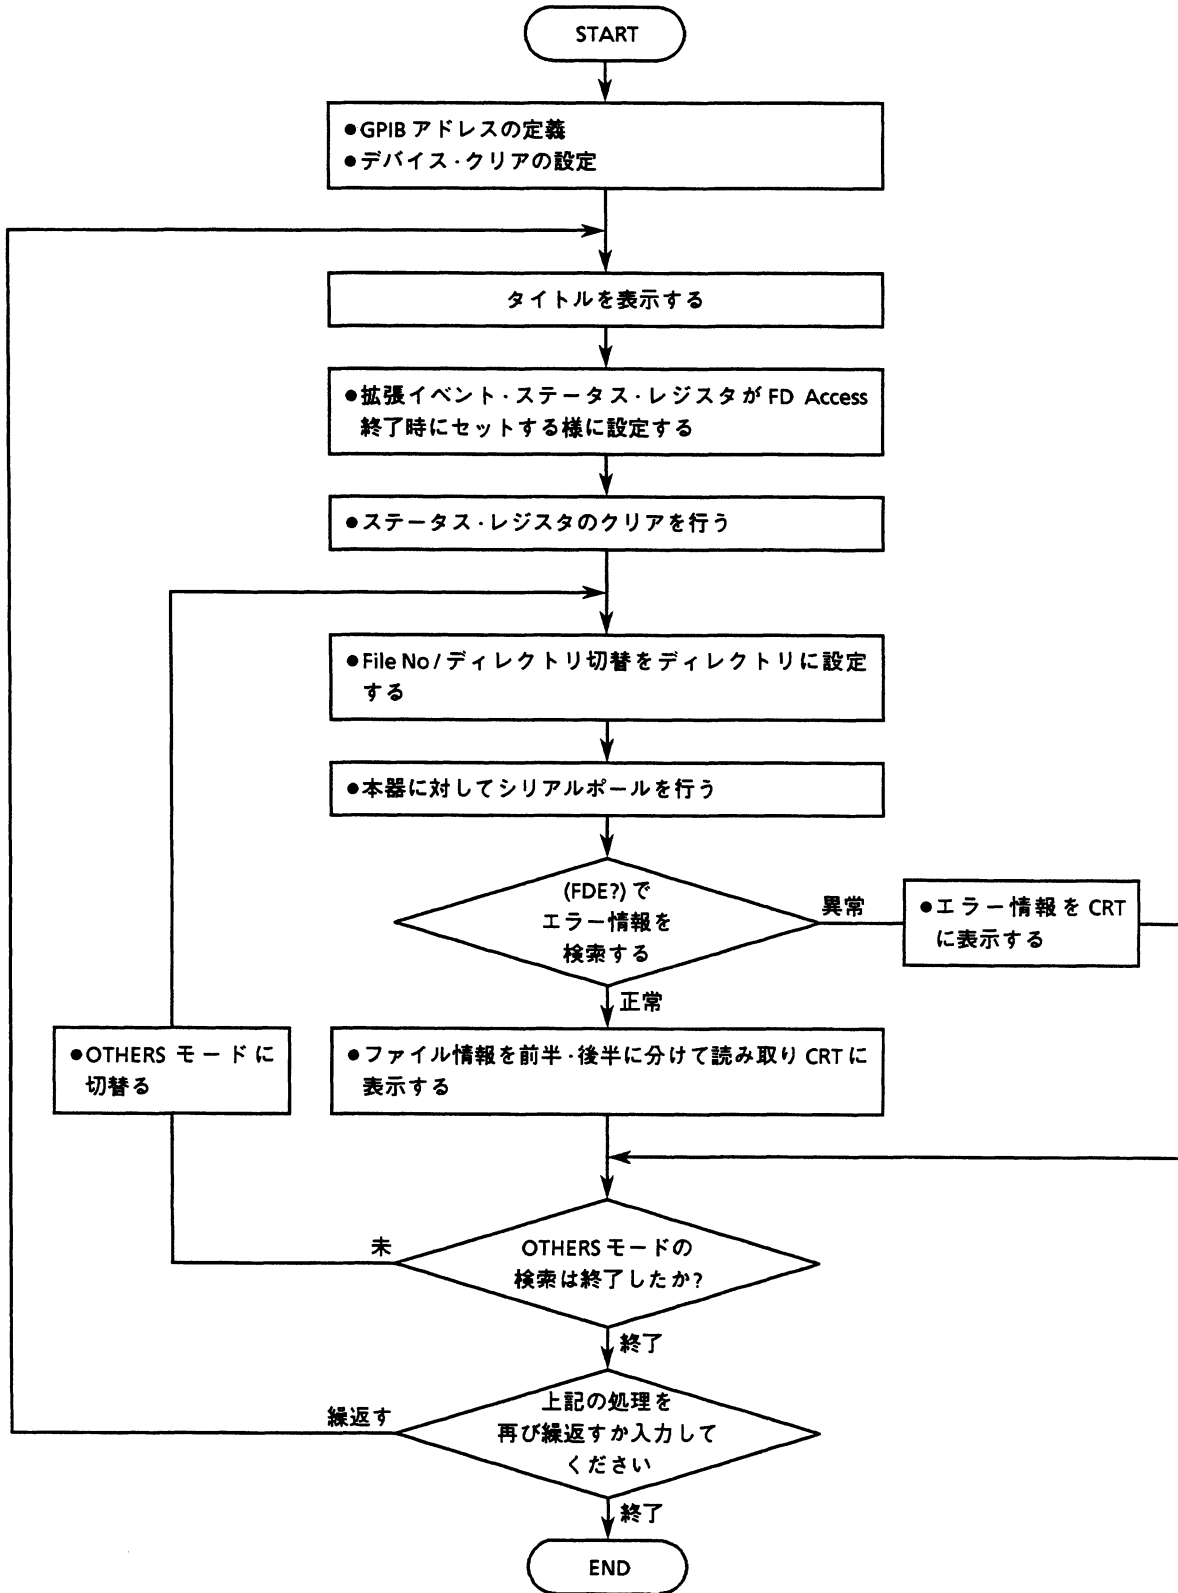 START
●GPIB アドレスの定義
●デバイス·クリアの設定
タイトルを表示する
●拡張イベント·ステータス·レジスタが FD Access
終了時にセットする様に設定する
●ステータス·レジスタのクリアを行う
●File No / ディレクトリ切替をディレクトリに設定
する
●本器に対してシリアルポールを行う
(FDE?) で
エラー情報を
検索する
異常
●エラー情報を CRT
に表示する
正常
●OTHERS モードに
切替る
●ファイル情報を前半·後半に分けて読み取り CRT に
表示する
未
OTHERS モードの
検索は終了したか?
終了
繰返す
上記の処理を
再び繰返すか入力して
ください
終了
END